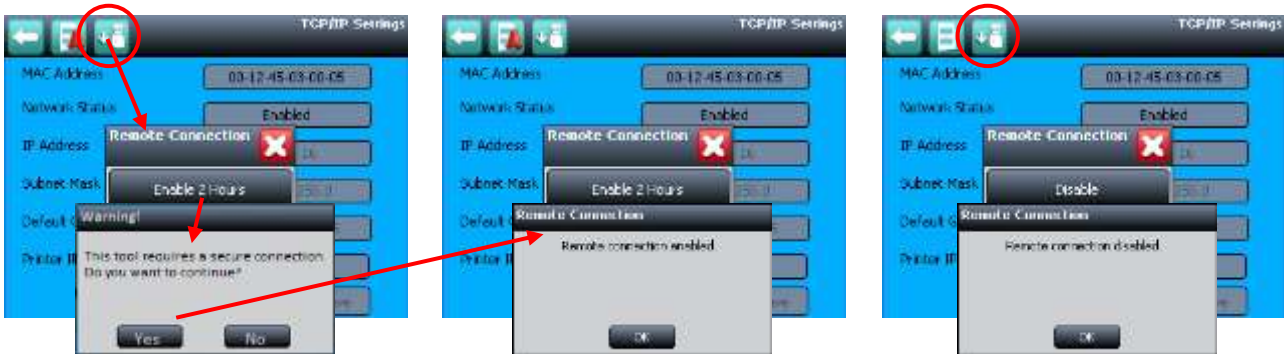 TCP/IP Settings
MAC Address 00-12-45-03-00-05
Network Status Enabled
IP Address
Remote Connection
Subnet Mask
Enable 2 Hours
Warning!
This tool requires a secure connection.
Do you want to continue?
Default
Printer IP
Yes No
TCP/IP Settings
MAC Address 00-12-45-03-00-05
Network Status Enabled
IP Address
Remote Connection
Subnet Mask
Enable 2 Hours
Default
Remote Connection
Remote connection enabled
Printer IP
OK
TCP/IP Settings
MAC Address 00-12-45-03-00-05
Network Status Enabled
IP Address
Remote Connection
Subnet Mask
Disable
Default G
Remote Connection
Remote connection disabled
Printer IP
OK